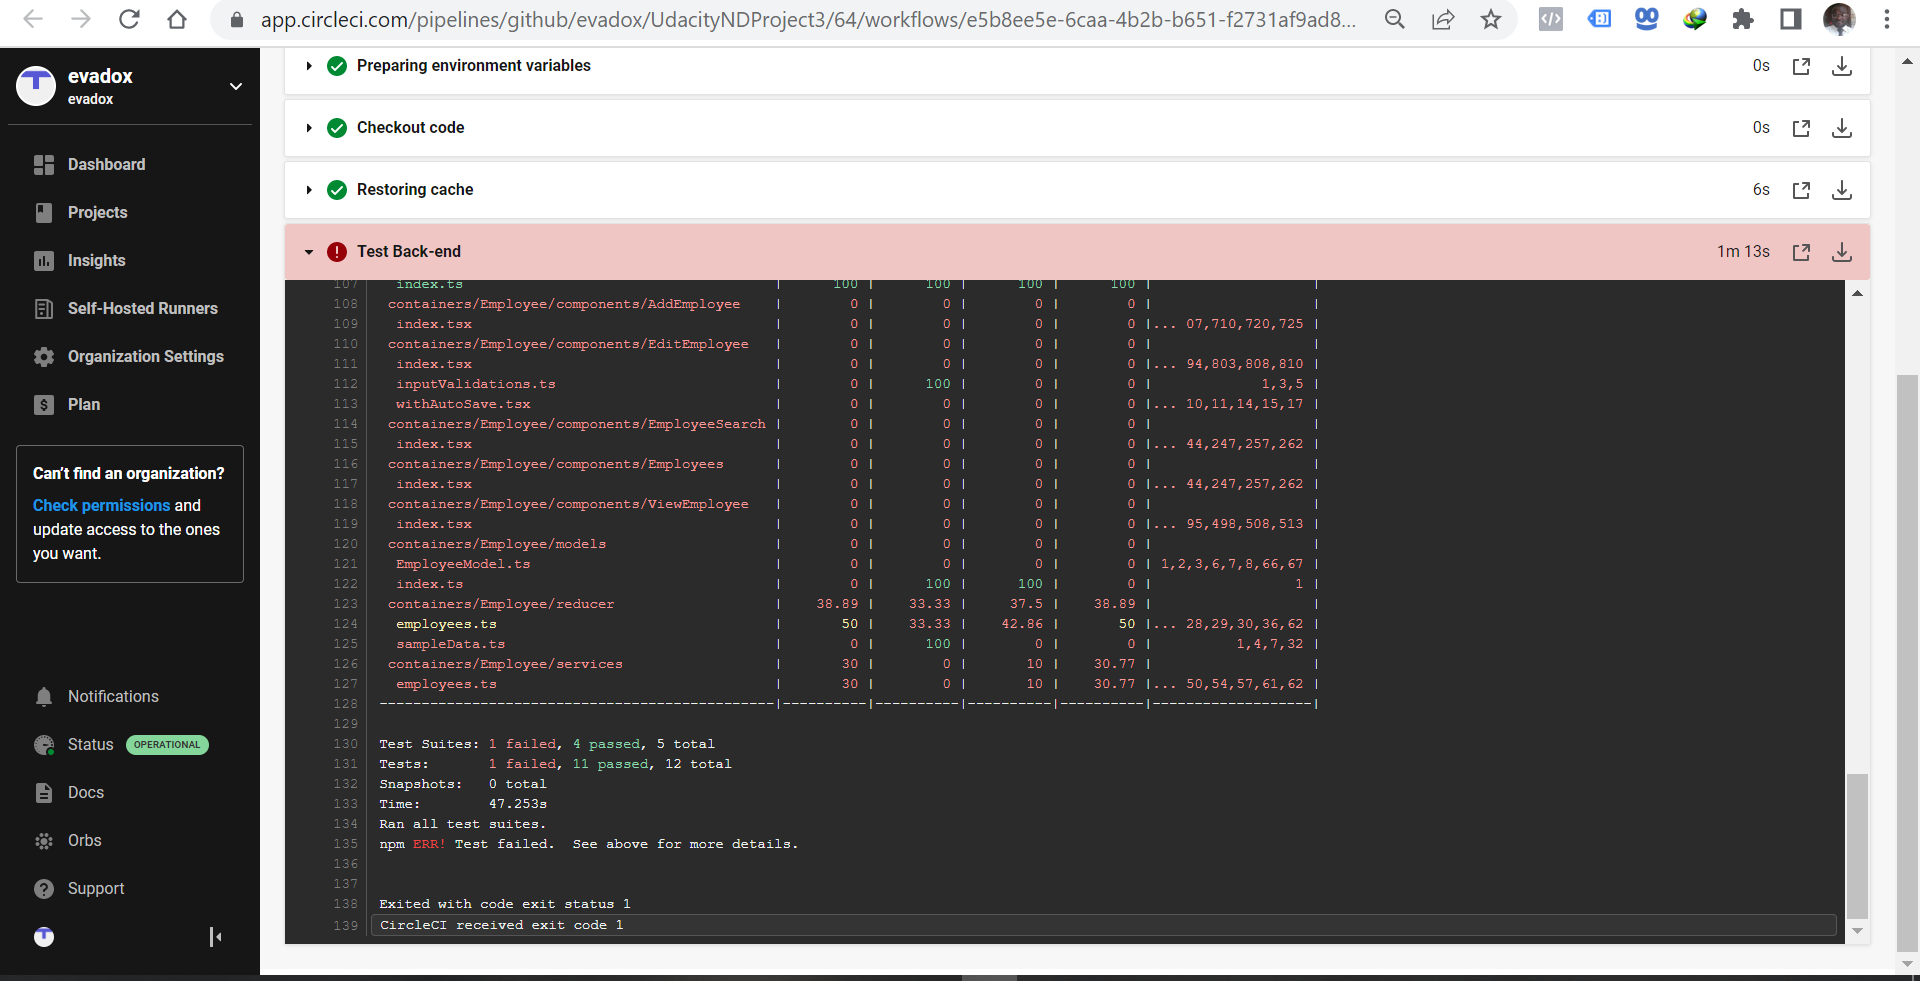 app.circleci.com/pipelines/github/evadox/UdacityNDProject3/64/workflows/e5b8ee5e-6caa-4b2b-b651-f2731af9ad8...
evadox
evadox
Dashboard
Projects
Insights
Self-Hosted Runners
Organization Settings
Plan
Can't find an organization?
Check permissions and
update access to the ones
you want.
Notifications
Status OPERATIONAL
Docs
Orbs
Support
Preparing environment variables 0s
Checkout code 0s
Restoring cache 6s
Test Back-end 1m 13s
107 index.ts | 100 | 100 | 100 | 100 | |
108 containers/Employee/components/AddEmployee | 0 | 0 | 0 | 0 | |
109 index.tsx | 0 | 0 | 0 | 0 |... 07,710,720,725 |
110 containers/Employee/components/EditEmployee | 0 | 0 | 0 | 0 | |
111 index.tsx | 0 | 0 | 0 | 0 |... 94,803,808,810 |
112 inputValidations.ts | 0 | 100 | 0 | 0 | 1,3,5 |
113 withAutoSave.tsx | 0 | 0 | 0 | 0 |... 10,11,14,15,17 |
114 containers/Employee/components/EmployeeSearch | 0 | 0 | 0 | 0 | |
115 index.tsx | 0 | 0 | 0 | 0 |... 44,247,257,262 |
116 containers/Employee/components/Employees | 0 | 0 | 0 | 0 | |
117 index.tsx | 0 | 0 | 0 | 0 |... 44,247,257,262 |
118 containers/Employee/components/ViewEmployee | 0 | 0 | 0 | 0 | |
119 index.tsx | 0 | 0 | 0 | 0 |... 95,498,508,513 |
120 containers/Employee/models | 0 | 0 | 0 | 0 | |
121 EmployeeModel.ts | 0 | 0 | 0 | 0 | 1,2,3,6,7,8,66,67 |
122 index.ts | 0 | 100 | 100 | 0 | 1 |
123 containers/Employee/reducer | 38.89 | 33.33 | 37.5 | 38.89 | |
124 employees.ts | 50 | 33.33 | 42.86 | 50 |... 28,29,30,36,62 |
125 sampleData.ts | 0 | 100 | 0 | 0 | 1,4,7,32 |
126 containers/Employee/services | 30 | 0 | 10 | 30.77 | |
127 employees.ts | 30 | 0 | 10 | 30.77 |... 50,54,57,61,62 |
128 -----------------------------------------------|----------|----------|----------|----------|-------------------|
129
130 Test Suites: 1 failed, 4 passed, 5 total
131 Tests: 1 failed, 11 passed, 12 total
132 Snapshots: 0 total
133 Time: 47.253s
134 Ran all test suites.
135 npm ERR! Test failed. See above for more details.
136
137
138 Exited with code exit status 1
139 CircleCI received exit code 1